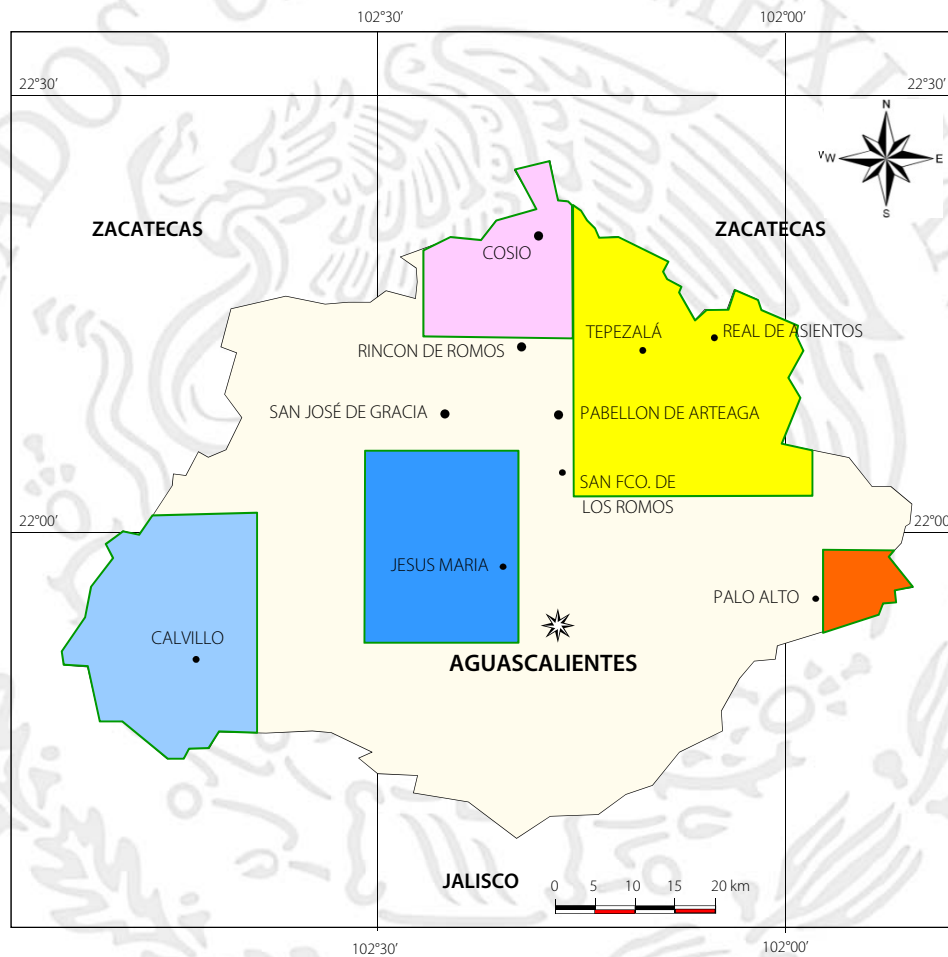 102°30’
102°00’
22°30’
22°30’
N
W
E
S
ZACATECAS
ZACATECAS
COSIO
TEPEZALÁ
REAL DE ASIENTOS
RINCON DE ROMOS
SAN JOSÉ DE GRACIA
PABELLON DE ARTEAGA
SAN FCO. DE
LOS ROMOS
22°00’
22°00’
JESUS MARIA
PALO ALTO
CALVILLO
AGUASCALIENTES
JALISCO
0 5 10 15 20 km
102°30’
102°00’